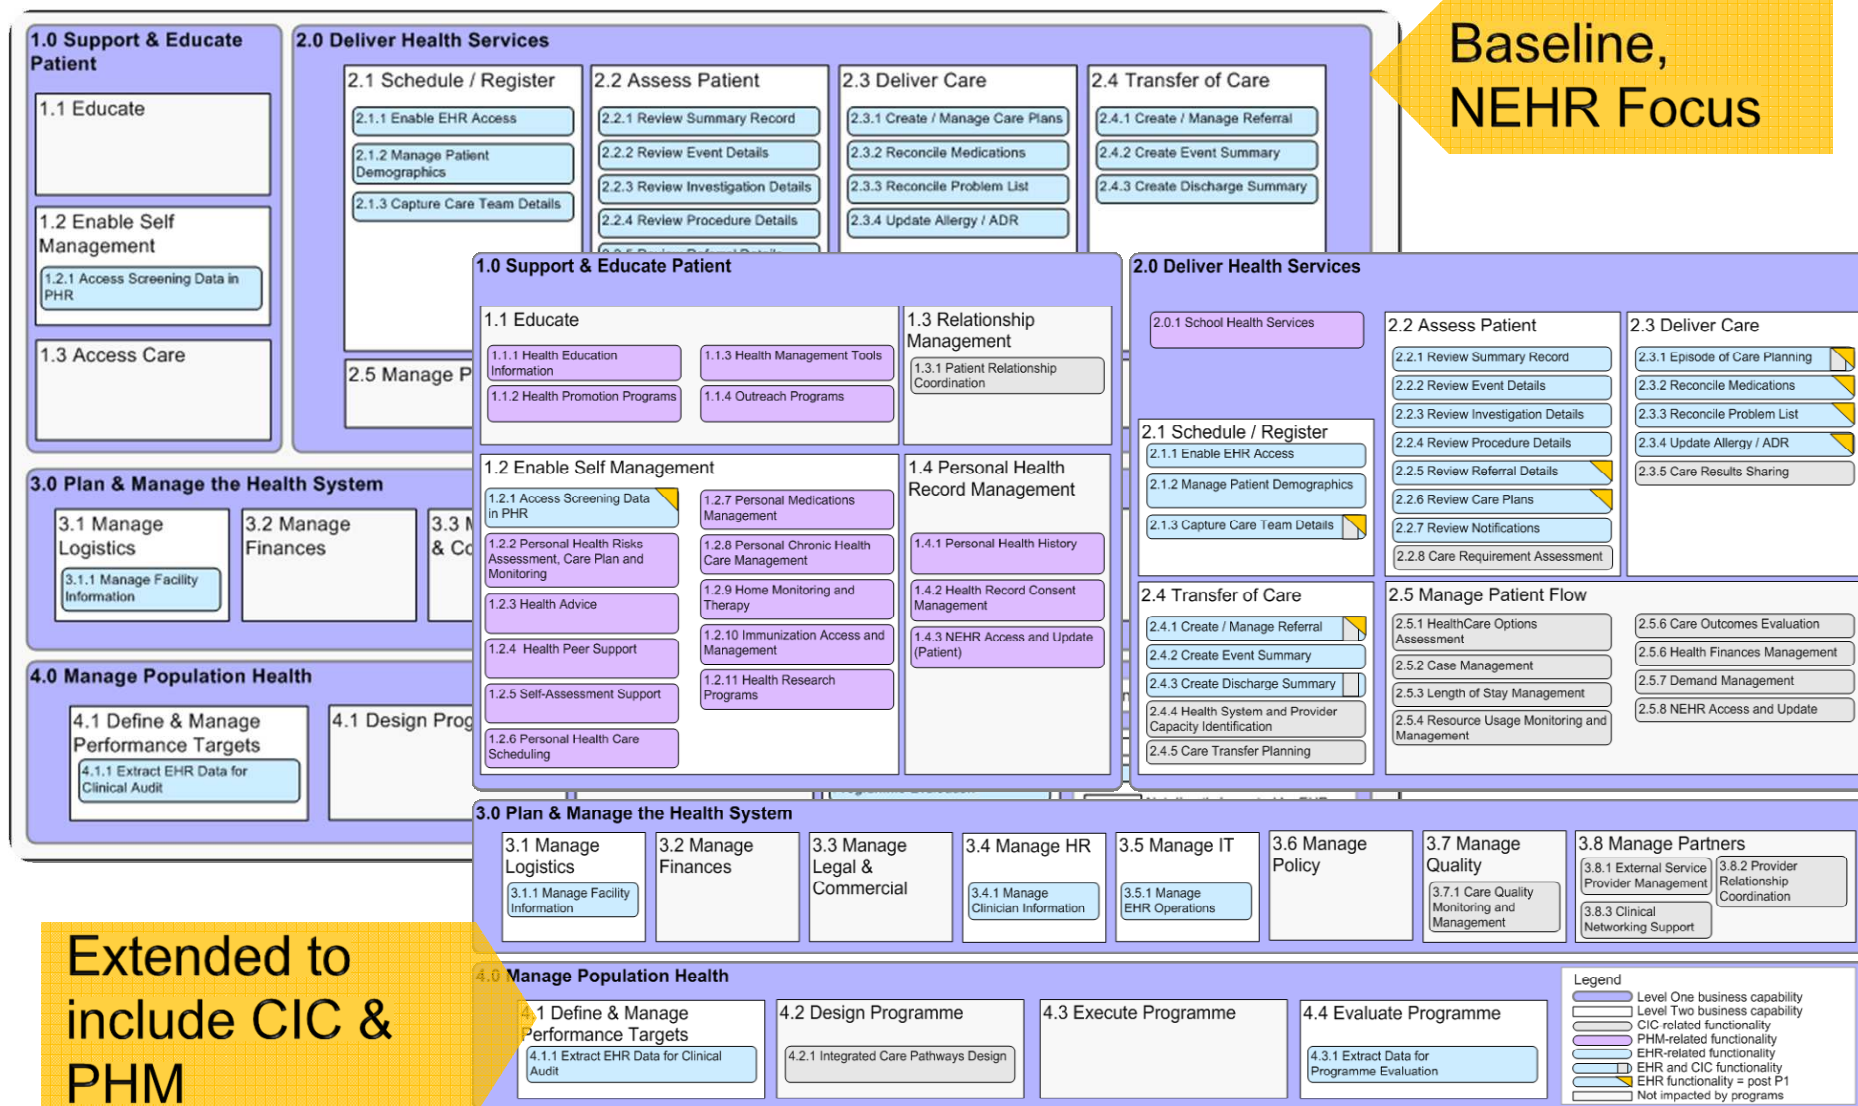 Baseline,
NEHR Focus
1.0 Support & Educate
Patient
1.1 Educate
1.2 Enable Self
Management
1.2.1 Access Screening Data in
PHR
1.3 Access Care
2.0 Deliver Health Services
2.1 Schedule / Register
2.1.1 Enable EHR Access
2.1.2 Manage Patient
Demographics
2.1.3 Capture Care Team Details
2.2 Assess Patient
2.2.1 Review Summary Record
2.2.2 Review Event Details
2.2.3 Review Investigation Details
2.2.4 Review Procedure Details
2.3 Deliver Care
2.3.1 Create / Manage Care Plans
2.3.2 Reconcile Medications
2.3.3 Reconcile Problem List
2.3.4 Update Allergy / ADR
2.4 Transfer of Care
2.4.1 Create / Manage Referral
2.4.2 Create Event Summary
2.4.3 Create Discharge Summary
2.5 Manage P
3.0 Plan & Manage the Health System
3.1 Manage
Logistics
3.1.1 Manage Facility
Information
3.2 Manage
Finances
3.3 M
& Co
4.0 Manage Population Health
4.1 Define & Manage
Performance Targets
4.1.1 Extract EHR Data for
Clinical Audit
4.1 Design Prog
1.0 Support & Educate Patient
1.1 Educate
1.1.1 Health Education
Information
1.1.2 Health Promotion Programs
1.1.3 Health Management Tools
1.1.4 Outreach Programs
1.3 Relationship
Management
1.3.1 Patient Relationship
Coordination
1.2 Enable Self Management
1.2.1 Access Screening Data
in PHR
1.2.2 Personal Health Risks
Assessment, Care Plan and
Monitoring
1.2.3 Health Advice
1.2.4 Health Peer Support
1.2.5 Self-Assessment Support
1.2.6 Personal Health Care
Scheduling
1.2.7 Personal Medications
Management
1.2.8 Personal Chronic Health
Care Management
1.2.9 Home Monitoring and
Therapy
1.2.10 Immunization Access and
Management
1.2.11 Health Research
Programs
1.4 Personal Health
Record Management
1.4.1 Personal Health History
1.4.2 Health Record Consent
Management
1.4.3 NEHR Access and Update
(Patient)
2.0 Deliver Health Services
2.0.1 School Health Services
2.1 Schedule / Register
2.1.1 Enable EHR Access
2.1.2 Manage Patient Demographics
2.1.3 Capture Care Team Details
2.2 Assess Patient
2.2.1 Review Summary Record
2.2.2 Review Event Details
2.2.3 Review Investigation Details
2.2.4 Review Procedure Details
2.2.5 Review Referral Details
2.2.6 Review Care Plans
2.2.7 Review Notifications
2.2.8 Care Requirement Assessment
2.3 Deliver Care
2.3.1 Episode of Care Planning
2.3.2 Reconcile Medications
2.3.3 Reconcile Problem List
2.3.4 Update Allergy / ADR
2.3.5 Care Results Sharing
2.4 Transfer of Care
2.4.1 Create / Manage Referral
2.4.2 Create Event Summary
2.4.3 Create Discharge Summary
2.4.4 Health System and Provider
Capacity Identification
2.4.5 Care Transfer Planning
2.5 Manage Patient Flow
2.5.1 HealthCare Options
Assessment
2.5.2 Case Management
2.5.3 Length of Stay Management
2.5.4 Resource Usage Monitoring and
Management
2.5.6 Care Outcomes Evaluation
2.5.6 Health Finances Management
2.5.7 Demand Management
2.5.8 NEHR Access and Update
3.0 Plan & Manage the Health System
3.1 Manage
Logistics
3.1.1 Manage Facility
Information
3.2 Manage
Finances
3.3 Manage
Legal &
Commercial
3.4 Manage HR
3.4.1 Manage
Clinician Information
3.5 Manage IT
3.5.1 Manage
EHR Operations
3.6 Manage
Policy
3.7 Manage
Quality
3.7.1 Care Quality
Monitoring and
Management
3.8 Manage Partners
3.8.1 External Service
Provider Management
3.8.2 Provider
Relationship
Coordination
3.8.3 Clinical
Networking Support
4.0 Manage Population Health
4.1 Define & Manage
Performance Targets
4.1.1 Extract EHR Data for Clinical
Audit
4.2 Design Programme
4.2.1 Integrated Care Pathways Design
4.3 Execute Programme
4.4 Evaluate Programme
4.3.1 Extract Data for
Programme Evaluation
Legend
Level One business capability
Level Two business capability
CIC related functionality
PHM-related functionality
EHR-related functionality
EHR and CIC functionality
EHR functionality = post P1
Not impacted by programs
Extended to
include CIC &
PHM